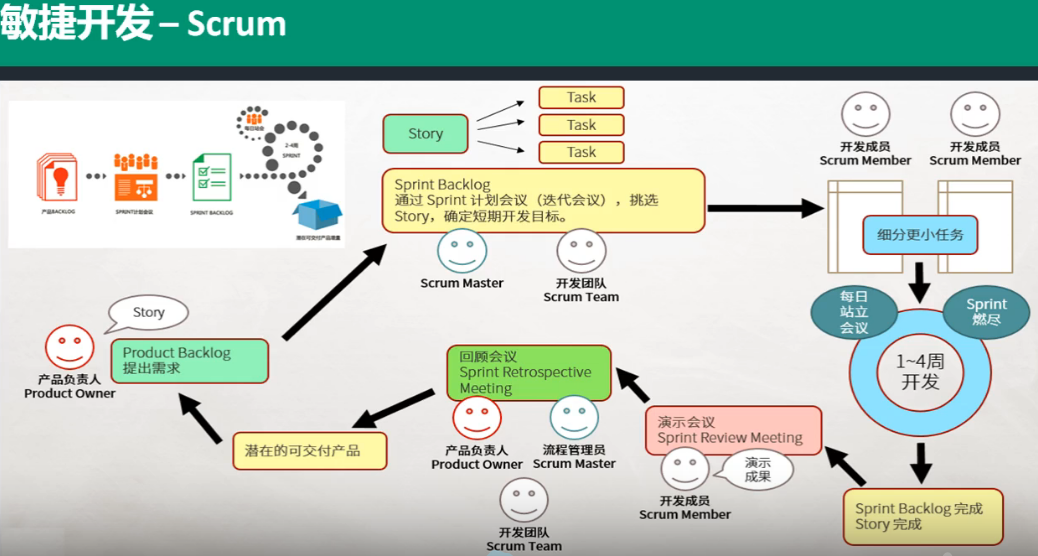 敏捷开发 – Scrum
每日站会
2-4周
SPRINT
产品BACKLOG
SPRINT计划会议
SPRINT BACKLOG
潜在可交付产品增量
Story
Task
Task
Task
Sprint Backlog
通过 Sprint 计划会议（迭代会议），挑选
Story，确定短期开发目标。
Scrum Master
开发团队
Scrum Team
开发成员
Scrum Member
开发成员
Scrum Member
细分更小任务
每日
站立
会议
Sprint
燃尽
1~4周
开发
Sprint Backlog 完成
Story 完成
演示会议
Sprint Review Meeting
演示
成果
开发成员
Scrum Member
回顾会议
Sprint Retrospective
Meeting
产品负责人
Product Owner
流程管理员
Scrum Master
开发团队
Scrum Team
潜在的可交付产品
Story
Product Backlog
提出需求
产品负责人
Product Owner